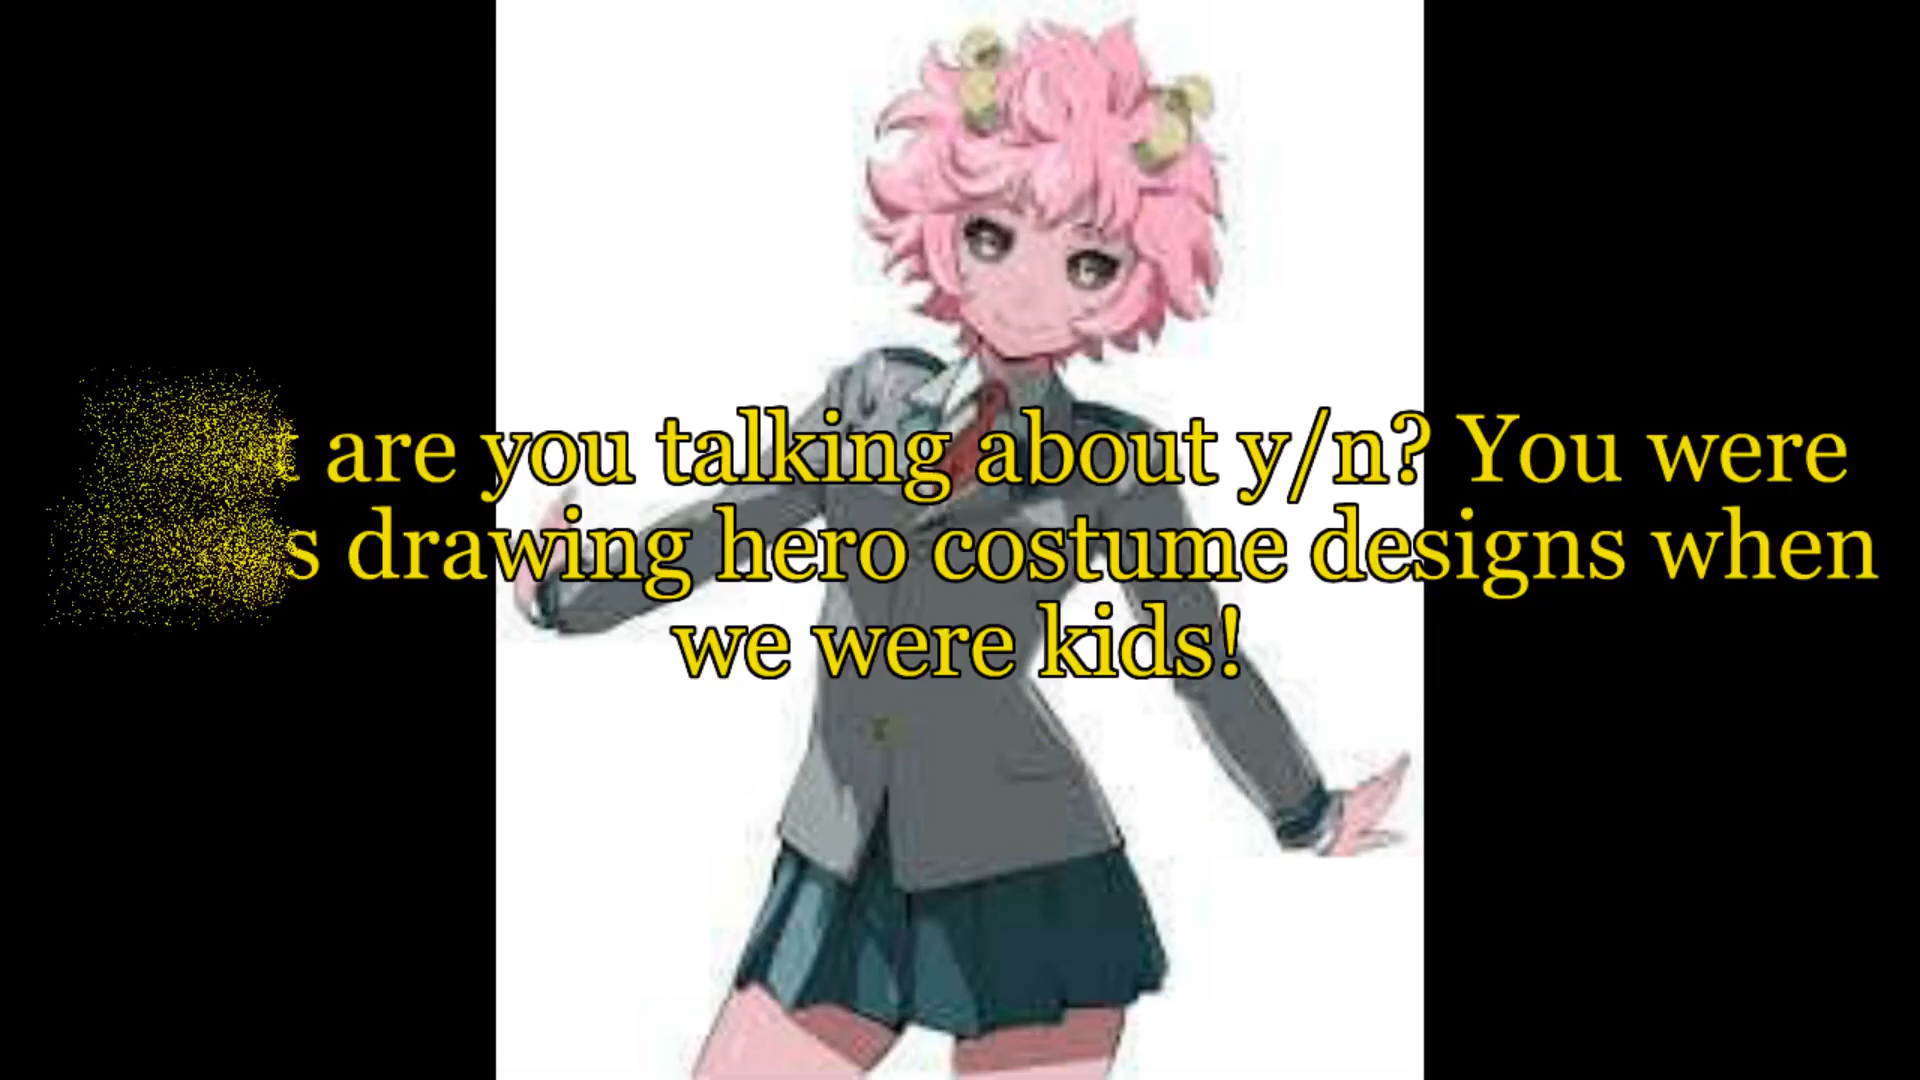 are you talking about y/n? You were
drawing hero costume designs when
we were kids!